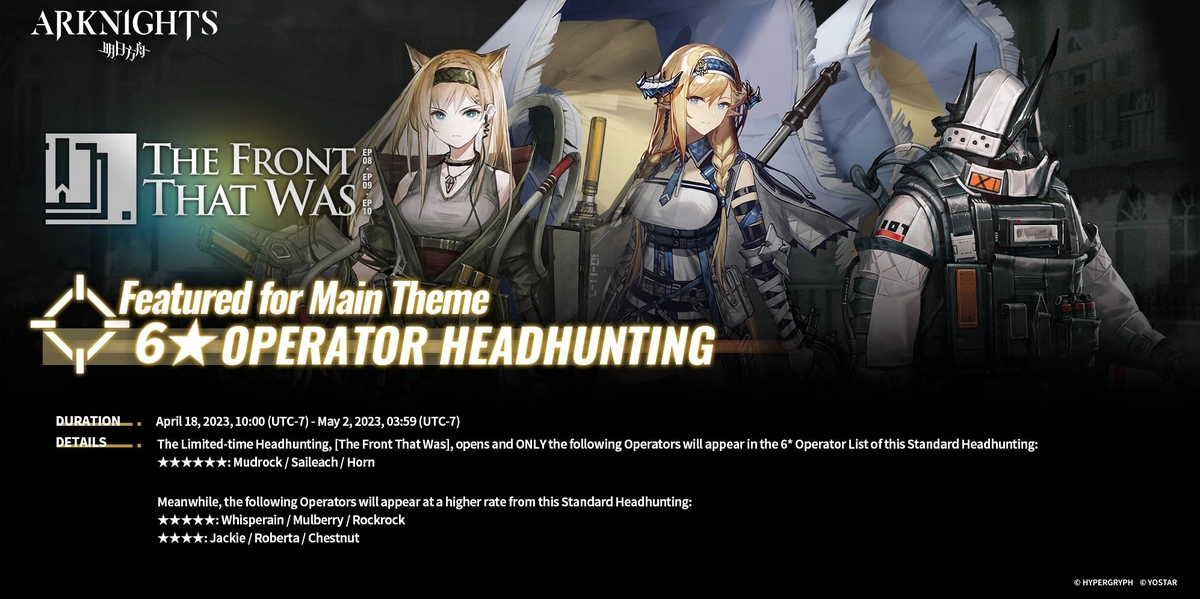 ARKNIGHTS
明日方舟
THE FRONT
THAT WAS
EP
08
-
EP
09
-
EP
10
Featured for Main Theme
6★OPERATOR HEADHUNTING
DURATION
April 18, 2023, 10:00 (UTC-7) - May 2, 2023, 03:59 (UTC-7)
DETAILS
The Limited-time Headhunting, [The Front That Was], opens and ONLY the following Operators will appear in the 6* Operator List of this Standard Headhunting:
★★★★★★: Mudrock / Saileach / Horn
Meanwhile, the following Operators will appear at a higher rate from this Standard Headhunting:
★★★★★: Whisperain / Mulberry / Rockrock
★★★★: Jackie / Roberta / Chestnut
© HYPERGRYPH © YOSTAR